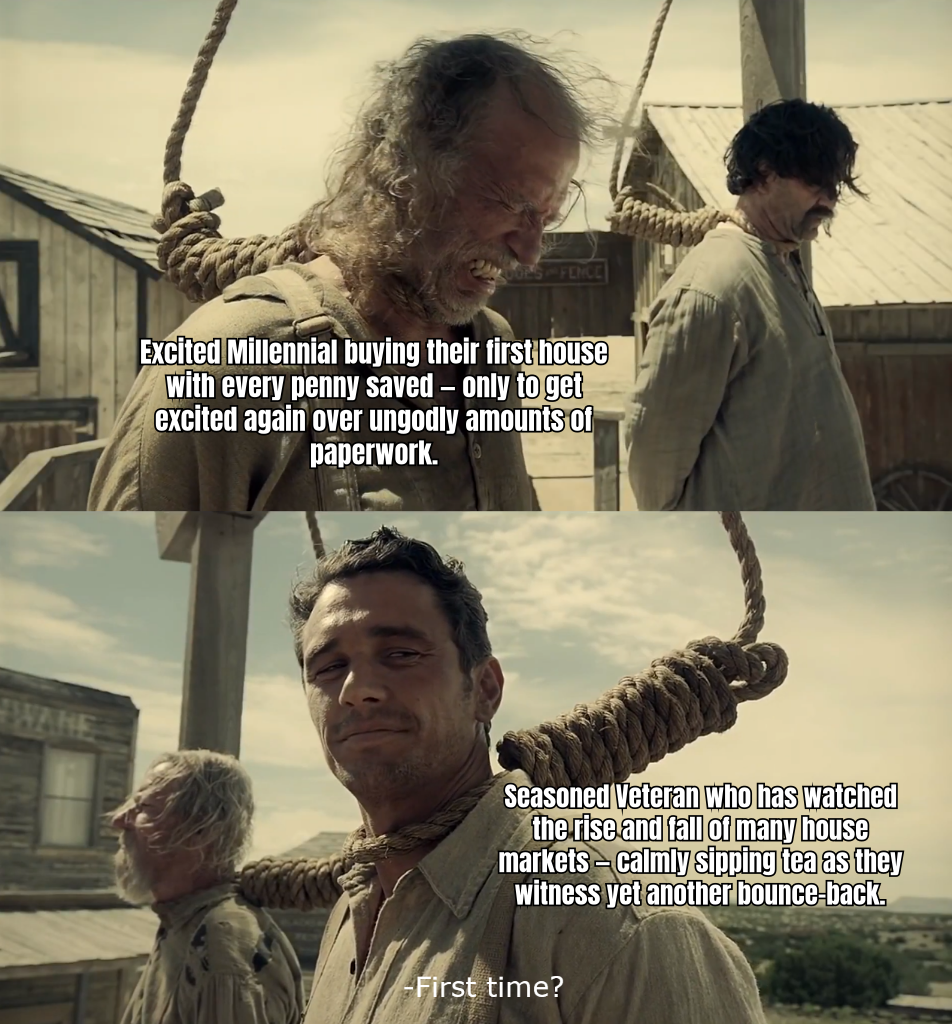 Excited Millennial buying their first house
with every penny saved – only to get
excited again over ungodly amounts of
paperwork.
Seasoned Veteran who has watched
the rise and fall of many house
markets – calmly sipping tea as they
witness yet another bounce-back.
-First time?